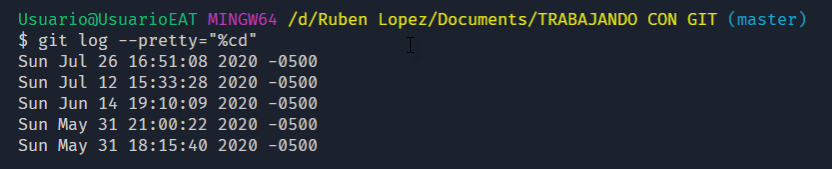 Usuario@UsuarioEAT MINGW64 /d/Ruben Lopez/Documents/TRABAJANDO CON GIT (master)
$ git log --pretty="%cd"
Sun Jul 26 16:51:08 2020 -0500
Sun Jul 12 15:33:28 2020 -0500
Sun Jun 14 19:10:09 2020 -0500
Sun May 31 21:00:22 2020 -0500
Sun May 31 18:15:40 2020 -0500